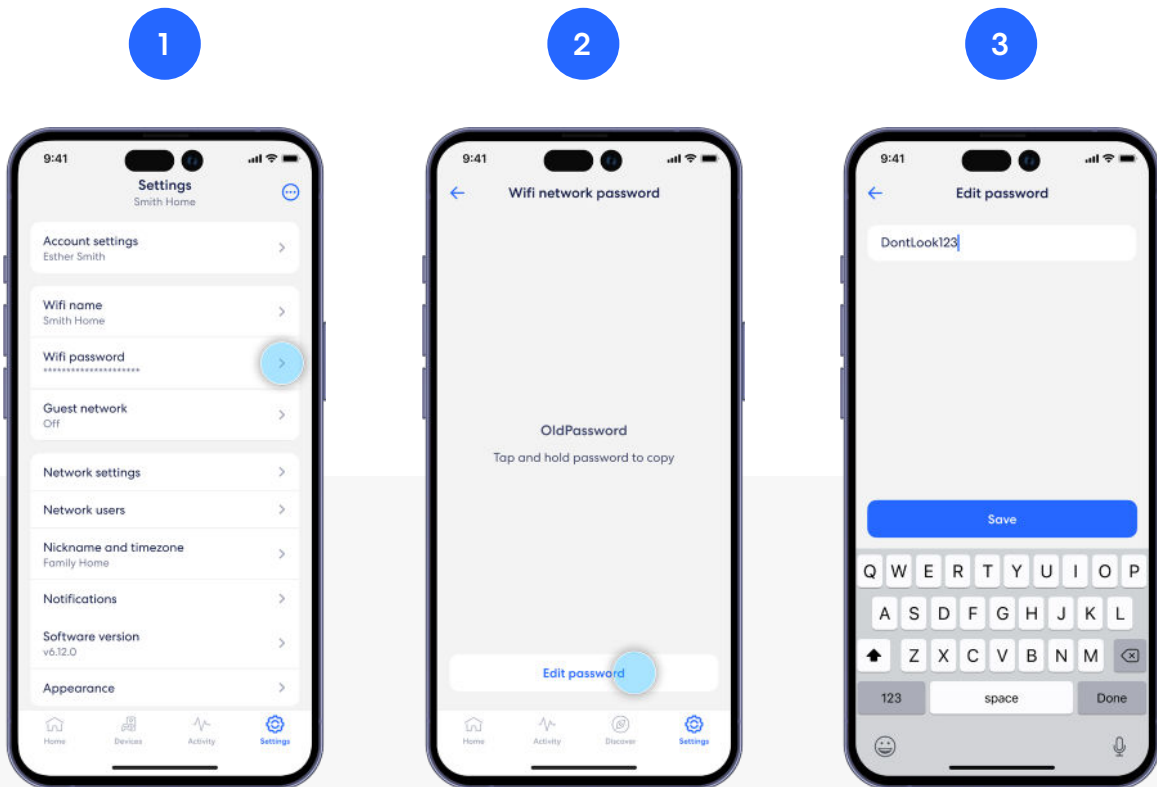 1
2
3
9:41
Settings
Smith Home
Account settings
Esther Smith
Wifi name
Smith Home
Wifi password
*********************
Guest network
Off
Network settings
Network users
Nickname and timezone
Family Home
Notifications
Software version
v6.12.0
Appearance
Home Devices Activity Settings
9:41
Wifi network password
OldPassword
Tap and hold password to copy
Edit password
Home Activity Discover Settings
9:41
Edit password
DontLook123
Save
Q W E R T Y U I O P
A S D F G H J K L
Z X C V B N M
123 space Done